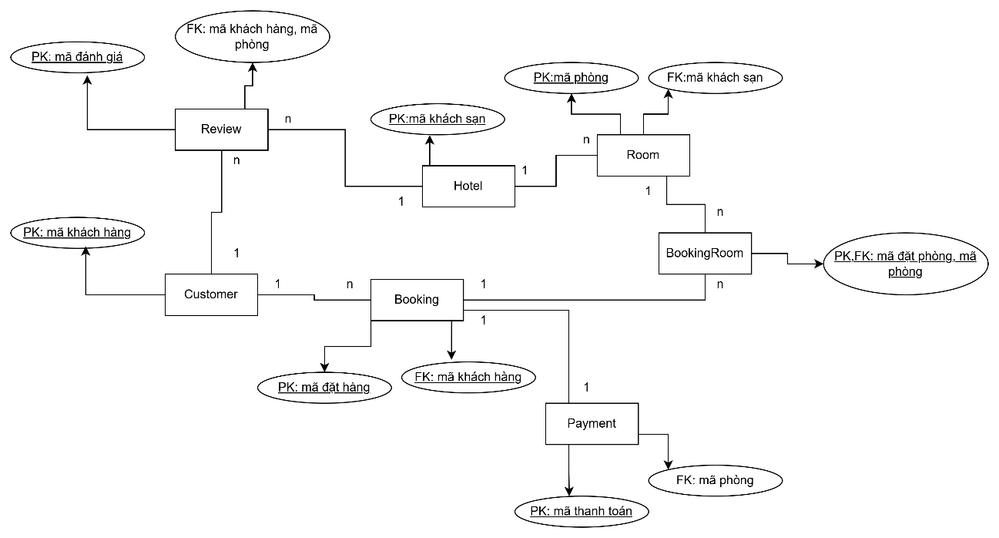 FK: mã khách hàng, mã
phòng
PK: mã đánh giá
PK:mã phòng
FK:mã khách sạn
Review
n
PK:mã khách sạn
n
Room
n
1
Hotel
1
1
n
PK: mã khách hàng
1
BookingRoom
PK,FK: mã đặt phòng, mã
phòng
Customer
1
n
Booking
1
n
1
PK: mã đặt hàng
FK: mã khách hàng
1
Payment
FK: mã phòng
PK: mã thanh toán